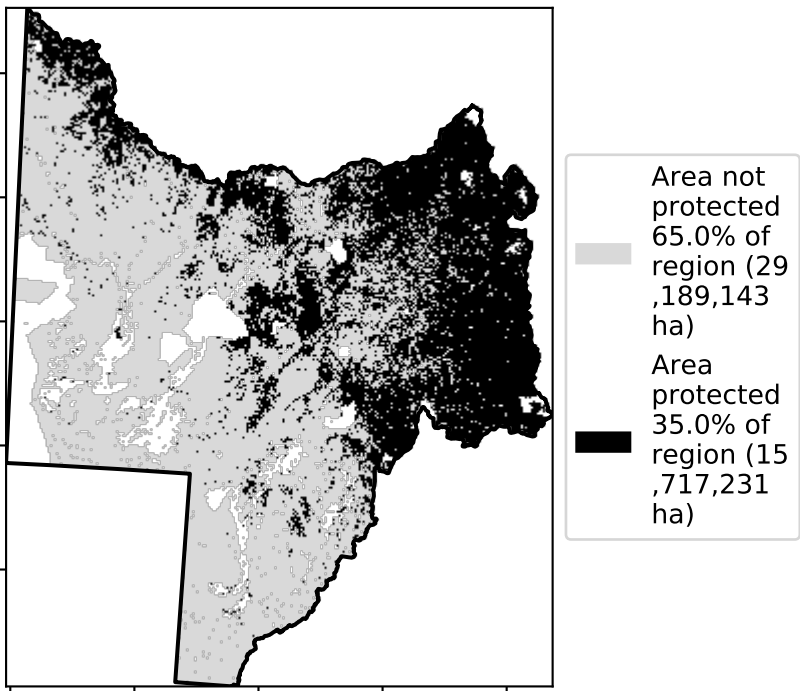 Area not
protected
65.0% of
region (29
,189,143
ha)
Area
protected
35.0% of
region (15
,717,231
ha)